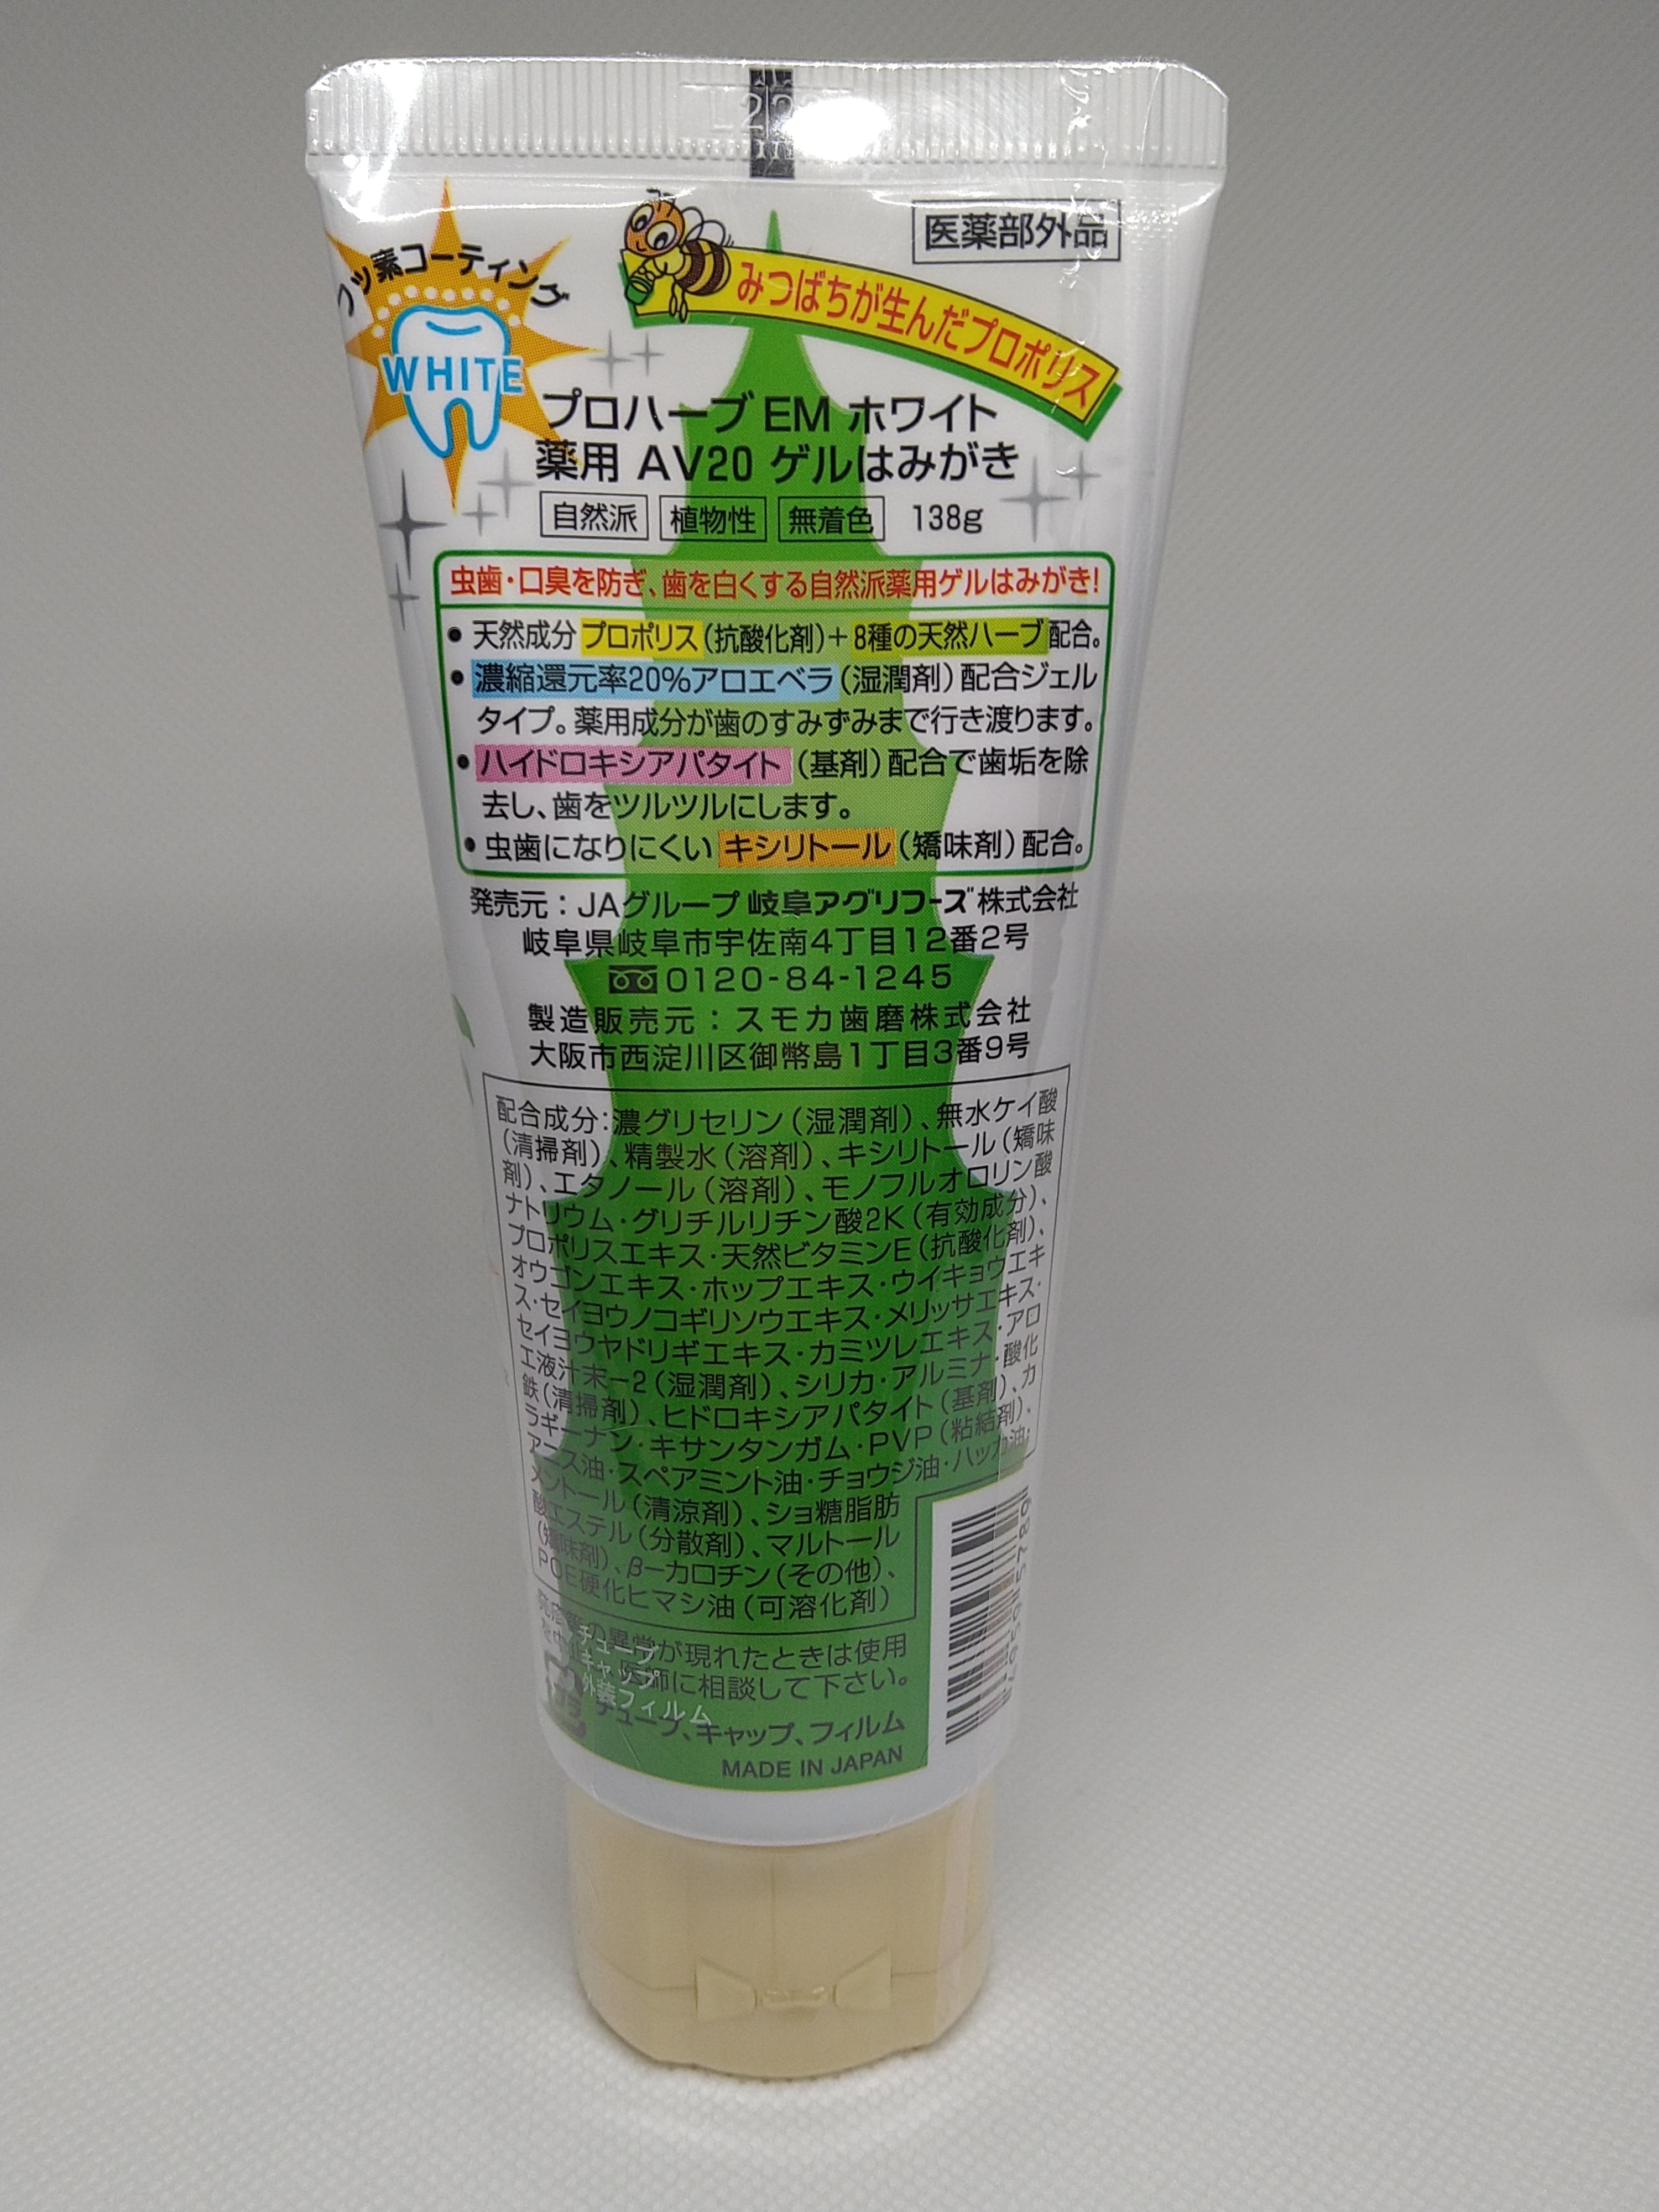 医薬部外品
フッ素コーティング
WHITE
みつばちが生んだプロポリス
プロハーブ EM ホワイト
薬用 AV20 ゲルはみがき
自然派 植物性 無着色 138g
虫歯・口臭を防ぎ、歯を白くする自然派薬用ゲルはみがき!
• 天然成分プロポリス(抗酸化剤)+8種の天然ハーブ配合。
• 濃縮還元率20%アロエベラ(湿潤剤)配合ジェル
タイプ。薬用成分が歯のすみずみまで行き渡ります。
• ハイドロキシアパタイト(基剤)配合で歯垢を除
去し、歯をツルツルにします。
• 虫歯になりにくいキシリトール(矯味剤)配合。
発売元:JAグループ 岐阜アグリフーズ株式会社
岐阜県岐阜市宇佐南4丁目12番2号
0120-84-1245
製造販売元:スモカ歯磨株式会社
大阪市西淀川区御幣島1丁目3番9号
配合成分:濃グリセリン(湿潤剤)、無水ケイ酸
(清掃剤)、精製水(溶剤)、キシリトール(矯味
剤)、エタノール(溶剤)、モノフルオロリン酸
ナトリウム・グリチルリチン酸2K(有効成分)、
プロポリスエキス・天然ビタミンE(抗酸化剤)、
オウゴンエキス・ホップエキス・ウイキョウエキ
ス・セイヨウノコギリソウエキス・メリッサエキス・
セイヨウヤドリギエキス・カミツレエキス・アロ
エ液汁末-2(湿潤剤)、シリカ・アルミナ・酸化
鉄(清掃剤)、ヒドロキシアパタイト(基剤)、カ
ラギーナン・キサンタンガム・PVP(粘結剤)、
アース油・スペアミント油・チョウジ油・ハッカ油・
メントール(清涼剤)、ショ糖脂肪
酸エステル(分散剤)、マルトール
(矯味剤)、β-カロチン(その他)、
POE硬化ヒマシ油(可溶化剤)
の異常が現れたときは使用
医師に相談して下さい。
チューブ
キャップ
外装フィルム
プラ
チューブ、キャップ、フィルム
MADE IN JAPAN